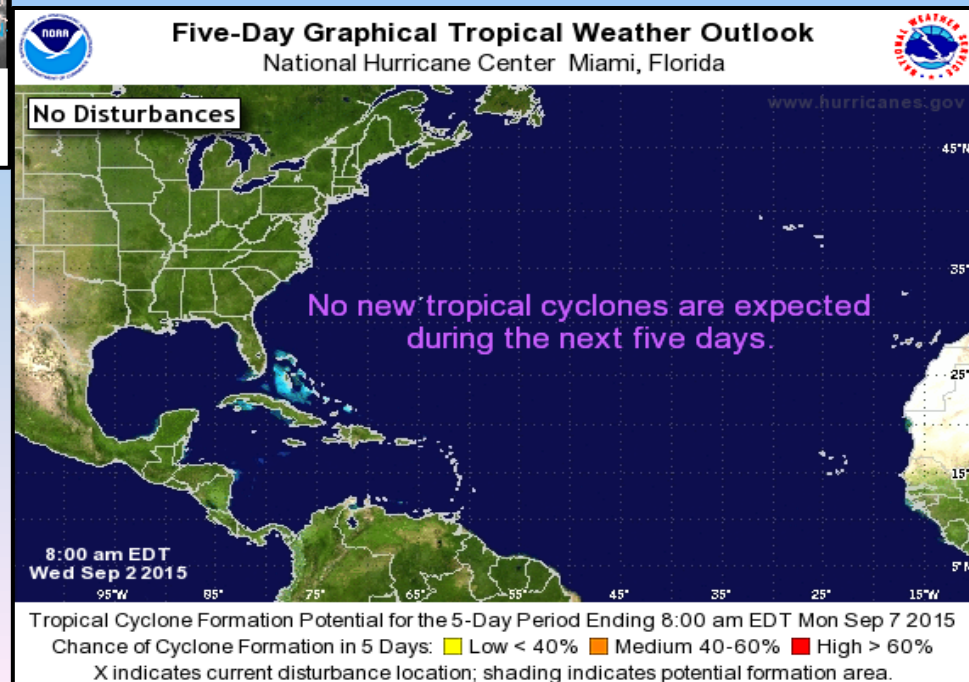 Five-Day Graphical Tropical Weather Outlook
National Hurricane Center Miami, Florida
NOAA
NATIONAL WEATHER SERVICE
No Disturbances
www.hurricanes.gov
45°N
35°
No new tropical cyclones are expected
during the next five days.
25°
15°
8:00 am EDT
Wed Sep 2 2015
5°N
95°W 85° 75° 65° 55° 45° 35° 25° 15°W
Tropical Cyclone Formation Potential for the 5-Day Period Ending 8:00 am EDT Mon Sep 7 2015
Chance of Cyclone Formation in 5 Days: Low < 40% Medium 40-60% High > 60%
X indicates current disturbance location; shading indicates potential formation area.